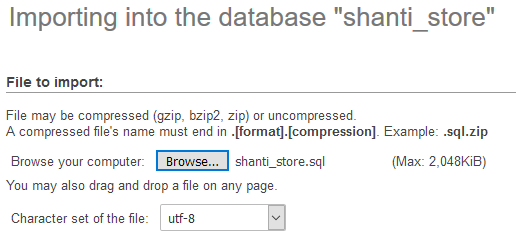 Importing into the database "shanti_store"
File to import:
File may be compressed (gzip, bzip2, zip) or uncompressed.
A compressed file's name must end in .[format].[compression]. Example: .sql.zip
Browse your computer: Browse... shanti_store.sql (Max: 2,048KiB)
You may also drag and drop a file on any page.
Character set of the file: utf-8